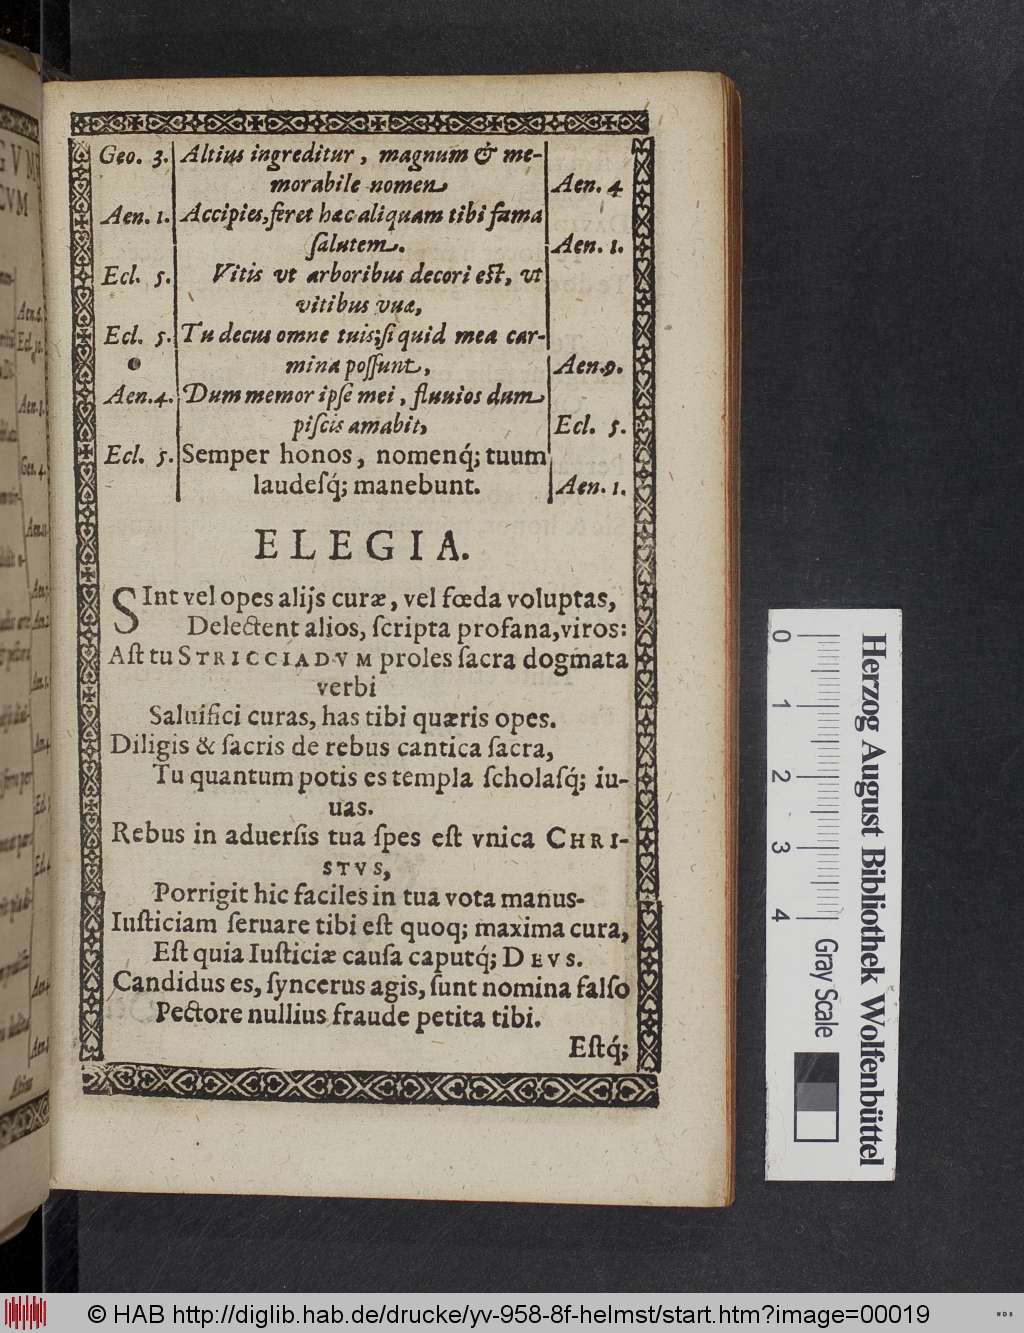 Geo. 3. Altius ingreditur, magnum & me-
morabile nomen Aen. 4
Aen. 1. Accipies, feret hæc aliquam tibi fama
ſalutem. Aen. 1.
Ecl. 5. Vitis vt arboribus decori eſt, vt
vitibus vuæ,
Ecl. 5. Tu decus omne tuis; ſi quid mea car-
mina poſſunt, Aen. 9.
Aen. 4. Dum memor ipſe mei, fluuios dum
piſcis amabit, Ecl. 5.
Ecl. 5. Semper honos, nomenq́; tuum
laudeſq́; manebunt. Aen. 1.
ELEGIA.
SInt vel opes alijs curæ, vel fœda voluptas,
Delectent alios, ſcripta profana, viros:
Aſt tu STRICCIADVM proles ſacra dogmata
verbi
Saluifici curas, has tibi quæris opes.
Diligis & ſacris de rebus cantica ſacra,
Tu quantum potis es templa ſcholaſq́; iu-
uas.
Rebus in aduerſis tua ſpes eſt vnica CHRI-
STVS,
Porrigit hic faciles in tua vota manus-
Iuſticiam ſeruare tibi eſt quoq; maxima cura,
Eſt quia Iuſticiæ cauſa caputq́; DEVS.
Candidus es, ſyncerus agis, ſunt nomina falſo
Pectore nullius fraude petita tibi.
Eſtq́;
0 1 2 3 4 Gray Scale
Herzog August Bibliothek Wolfenbüttel
© HAB http://diglib.hab.de/drucke/yv-958-8f-helmst/start.htm?image=00019